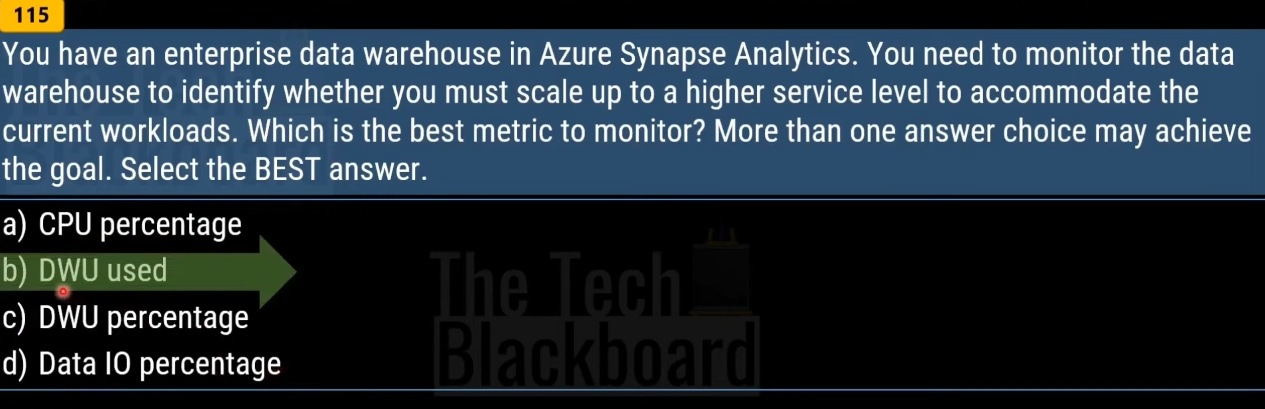 115
You have an enterprise data warehouse in Azure Synapse Analytics. You need to monitor the data
warehouse to identify whether you must scale up to a higher service level to accommodate the
current workloads. Which is the best metric to monitor? More than one answer choice may achieve
the goal. Select the BEST answer.
a) CPU percentage
b) DWU used
c) DWU percentage
d) Data IO percentage
The Tech
Blackboard